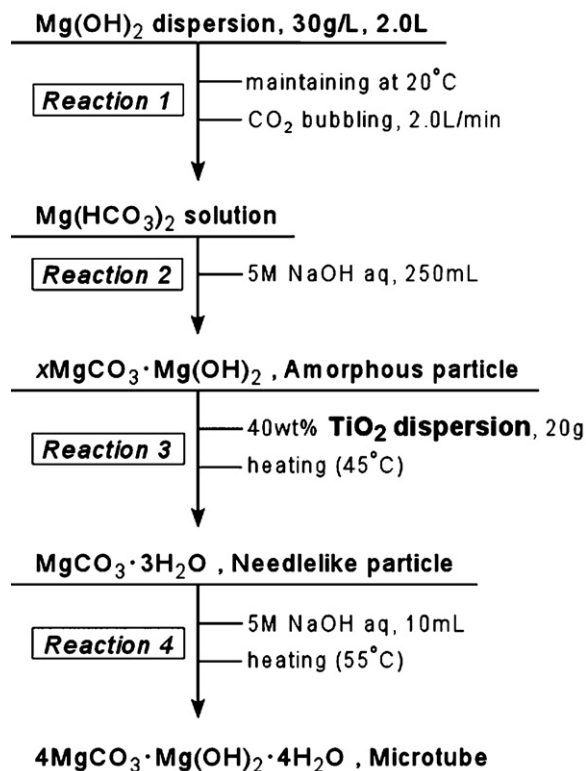 Mg(OH)₂ dispersion, 30g/L, 2.0L
Reaction 1
maintaining at 20°C
CO₂ bubbling, 2.0L/min
Mg(HCO₃)₂ solution
Reaction 2
5M NaOH aq, 250mL
xMgCO₃·Mg(OH)₂ , Amorphous particle
Reaction 3
40wt% TiO₂ dispersion, 20g
heating (45°C)
MgCO₃·3H₂O , Needlelike particle
Reaction 4
5M NaOH aq, 10mL
heating (55°C)
4MgCO₃·Mg(OH)₂·4H₂O , Microtube